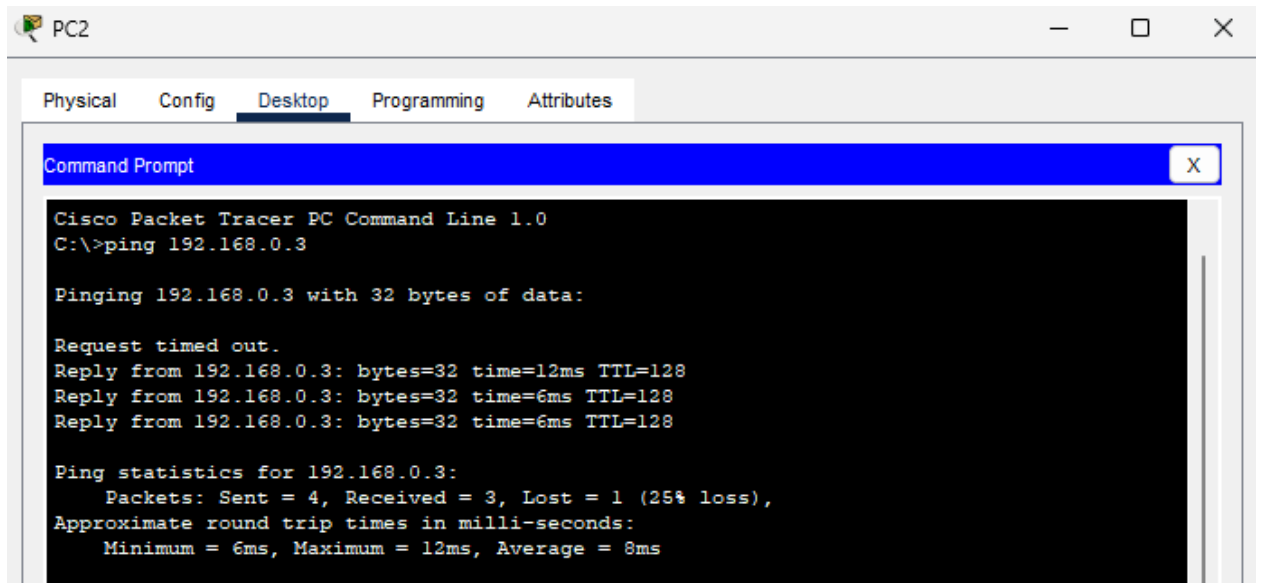 PC2
Physical Config Desktop Programming Attributes
Command Prompt X
Cisco Packet Tracer PC Command Line 1.0
C:\>ping 192.168.0.3
Pinging 192.168.0.3 with 32 bytes of data:
Request timed out.
Reply from 192.168.0.3: bytes=32 time=12ms TTL=128
Reply from 192.168.0.3: bytes=32 time=6ms TTL=128
Reply from 192.168.0.3: bytes=32 time=6ms TTL=128
Ping statistics for 192.168.0.3:
Packets: Sent = 4, Received = 3, Lost = 1 (25% loss),
Approximate round trip times in milli-seconds:
Minimum = 6ms, Maximum = 12ms, Average = 8ms